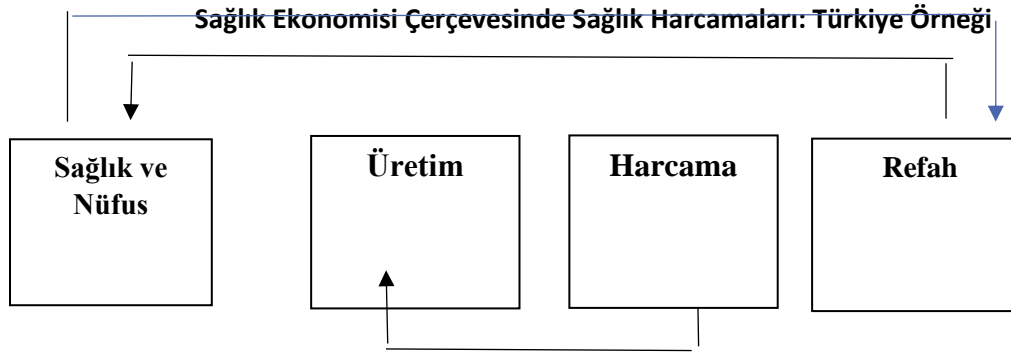 Sağlık Ekonomisi Çerçevesinde Sağlık Harcamaları: Türkiye Örneği
Sağlık ve
Nüfus
Üretim
Harcama
Refah